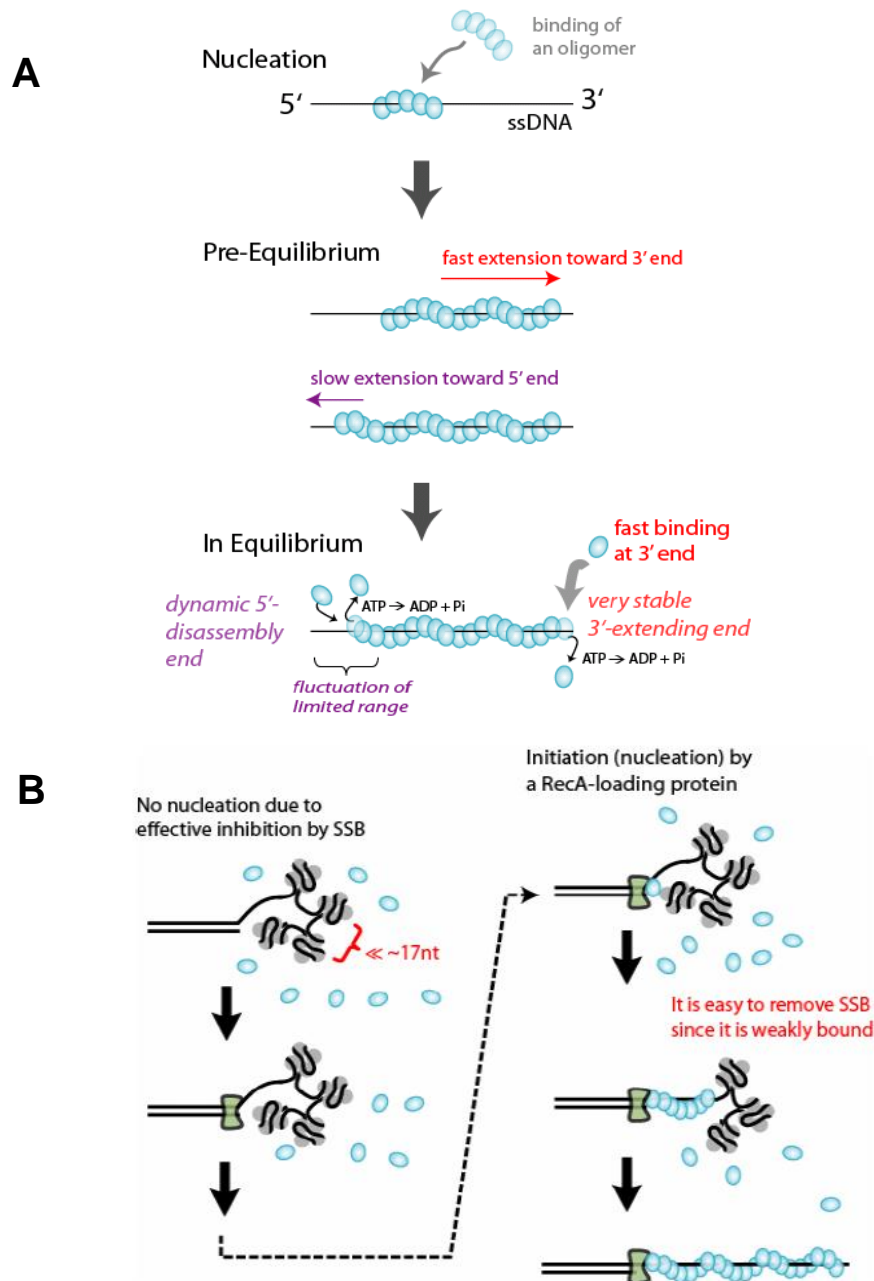 A
Nucleation
binding of
an oligomer
5′
3′
ssDNA
Pre-Equilibrium
fast extension toward 3′ end
slow extension toward 5′ end
In Equilibrium
fast binding
at 3′ end
dynamic 5′-
disassembly
end
ATP → ADP + Pi
very stable
3′-extending end
ATP → ADP + Pi
fluctuation of
limited range
B
No nucleation due to
effective inhibition by SSB
≪ ~17nt
Initiation (nucleation) by
a RecA-loading protein
It is easy to remove SSB
since it is weakly bound